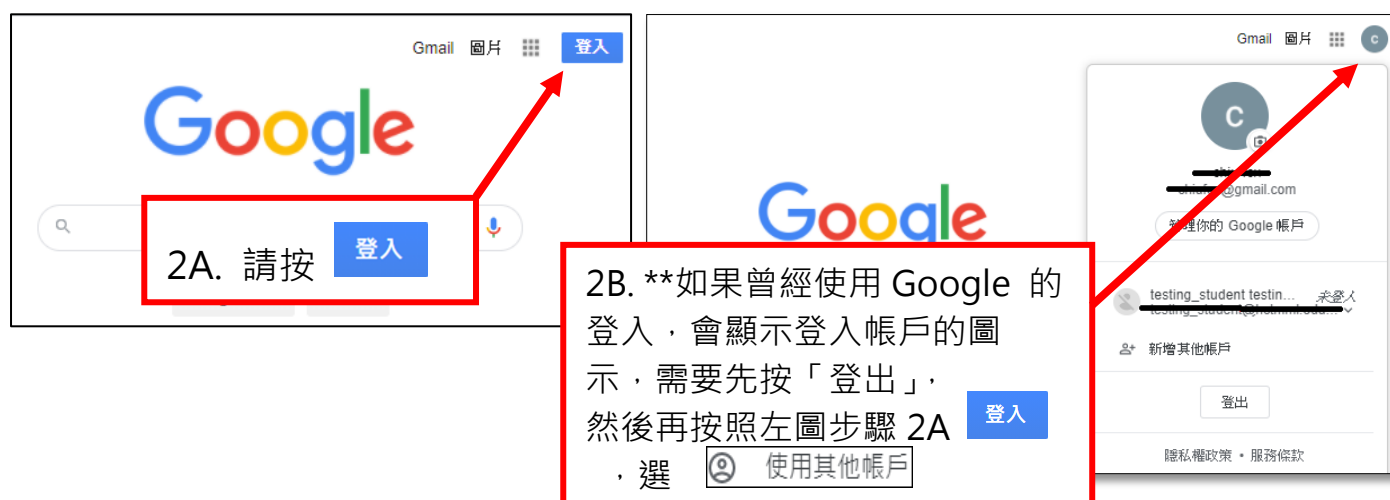 Gmail 圖片 登入
Google
2A. 請按 登入
Gmail 圖片 C
C
@gmail.com
管理你的 Google 帳戶
testing_student testin... 未登入
新增其他帳戶
登出
隱私權政策 • 服務條款
Google
2B. **如果曾經使用 Google 的
登入，會顯示登入帳戶的圖
示，需要先按「登出」，
然後再按照左圖步驟 2A 登入
，選 使用其他帳戶